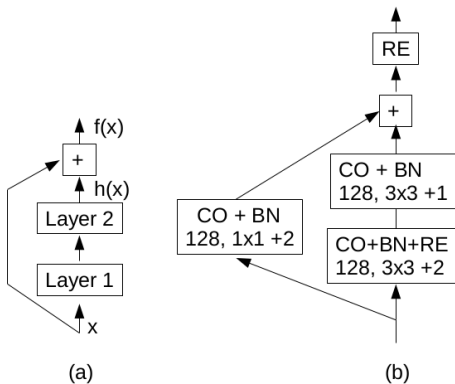 f(x)
+
h(x)
Layer 2
Layer 1
x
(a)
RE
+
CO + BN
128, 3x3 +1
CO + BN
128, 1x1 +2
CO+BN+RE
128, 3x3 +2
(b)